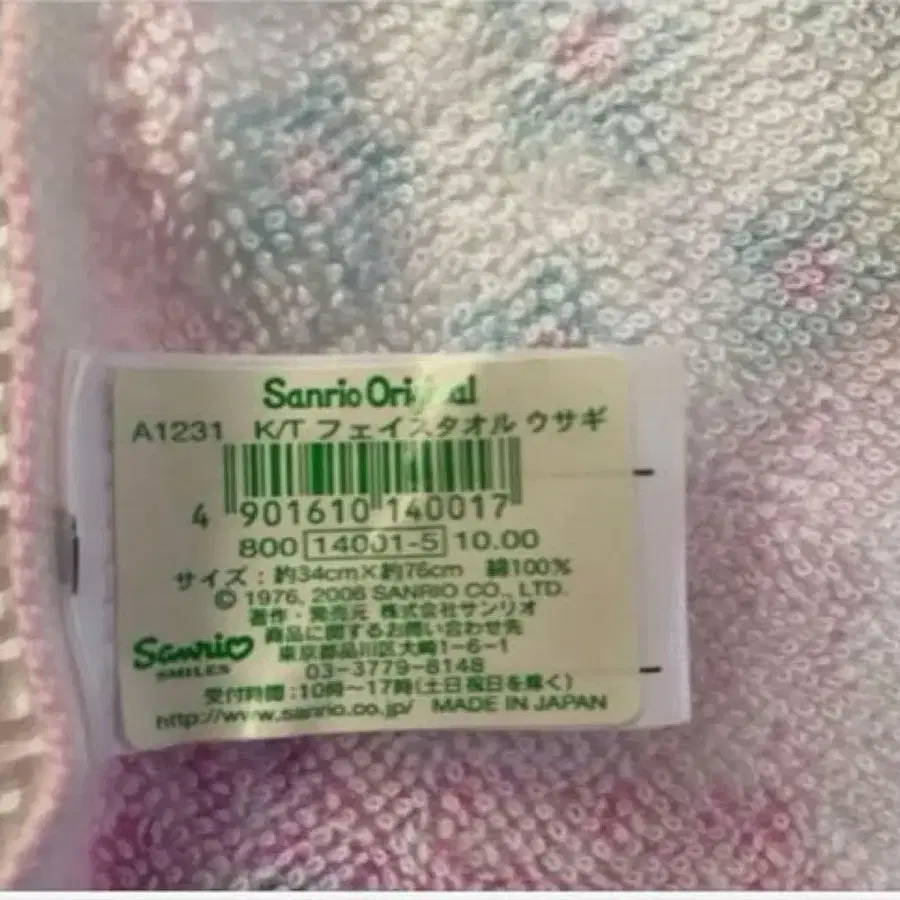 Sanrio Original
A1231 K/T フェイスタオル ウサギ
4 901610 140017
800 14001-5 10.00
サイズ：約34cm×約76cm 綿100%
© 1976, 2006 SANRIO CO., LTD.
著作・発売元 株式会社サンリオ
商品に関するお問い合わせ先
東京都品川区大崎1-6-1
Sanrio
SMILES
03-3779-8148
受付時間：10時～17時(土日祝日を除く)
http://www.sanrio.co.jp/ MADE IN JAPAN